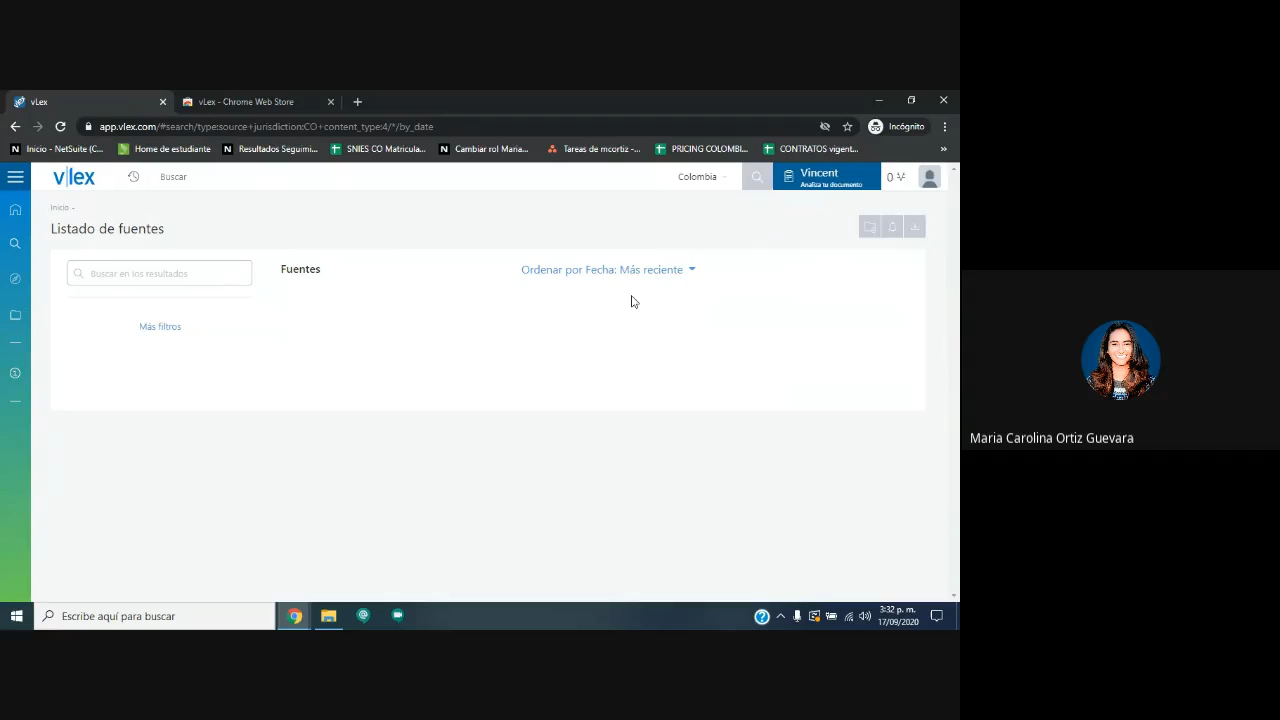 vLex
vLex - Chrome Web Store
app.vlex.com/#search/type:source+jurisdiction:CO+content_type:4/*/by_date
Incógnito
Inicio - NetSuite (C...
Home de estudiante
Resultados Seguimi...
SNIES CO Matricula...
Cambiar rol Maria...
Tareas de mcortiz -...
PRICING COLOMBI...
CONTRATOS vigent...
»
v|lex
Buscar
Colombia
Vincent
Analiza tu documento
0
Inicio
Listado de fuentes
Buscar en los resultados
Fuentes
Ordenar por Fecha: Más reciente
Más filtros
Maria Carolina Ortiz Guevara
Escribe aquí para buscar
3:32 p. m.
17/09/2020